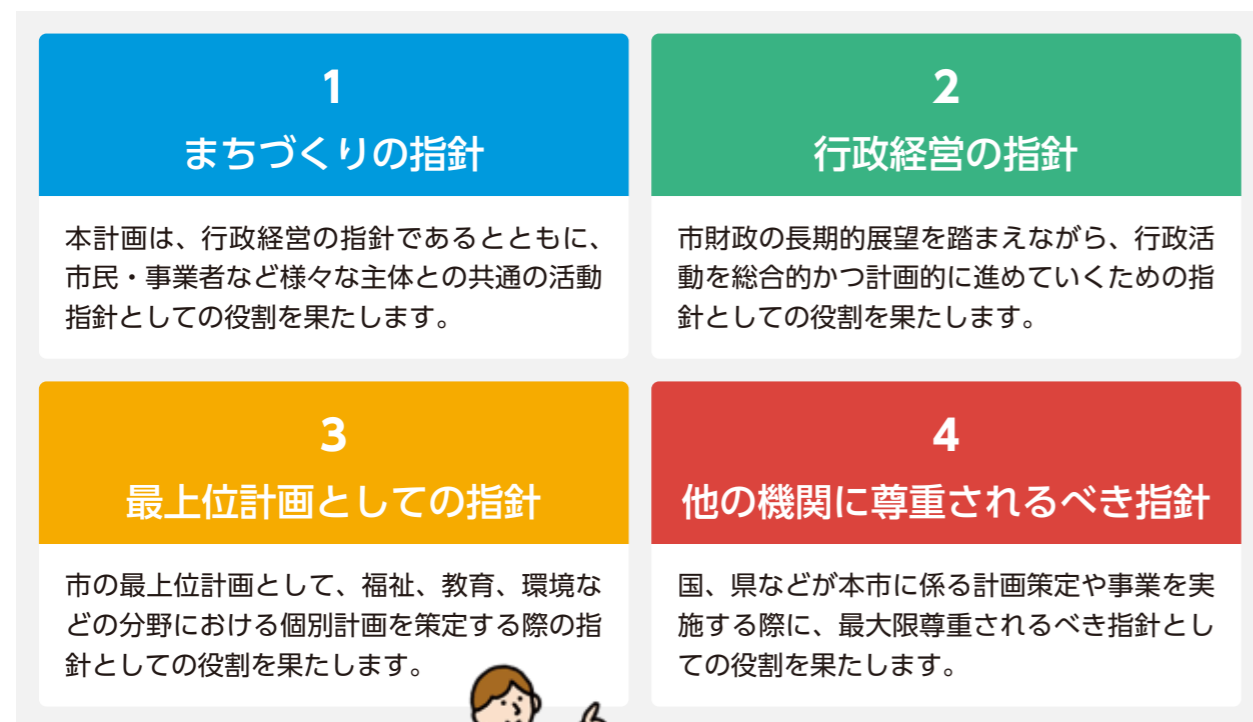 1
まちづくりの指針
本計画は、行政経営の指針であるとともに、
市民・事業者など様々な主体との共通の活動
指針としての役割を果たします。
2
行政経営の指針
市財政の長期的展望を踏まえながら、行政活
動を総合的かつ計画的に進めていくための指
針としての役割を果たします。
3
最上位計画としての指針
市の最上位計画として、福祉、教育、環境な
どの分野における個別計画を策定する際の指
針としての役割を果たします。
4
他の機関に尊重されるべき指針
国、県などが本市に係る計画策定や事業を実
施する際に、最大限尊重されるべき指針とし
ての役割を果たします。